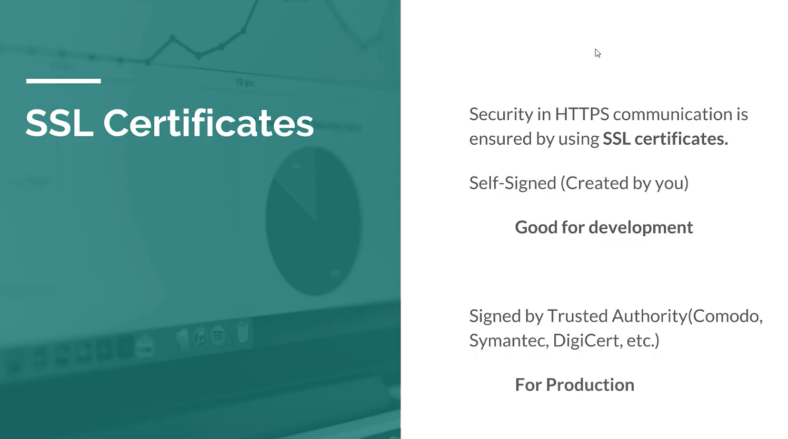 SSL Certificates
Security in HTTPS communication is
ensured by using SSL certificates.
Self-Signed (Created by you)
Good for development
Signed by Trusted Authority(Comodo,
Symantec, DigiCert, etc.)
For Production